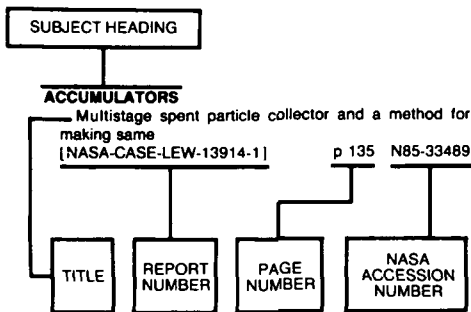 SUBJECT HEADING
ACCUMULATORS
Multistage spent particle collector and a method for
making same
[NASA-CASE-LEW-13914-1] p 135 N85-33489
TITLE
REPORT
NUMBER
PAGE
NUMBER
NASA
ACCESSION
NUMBER